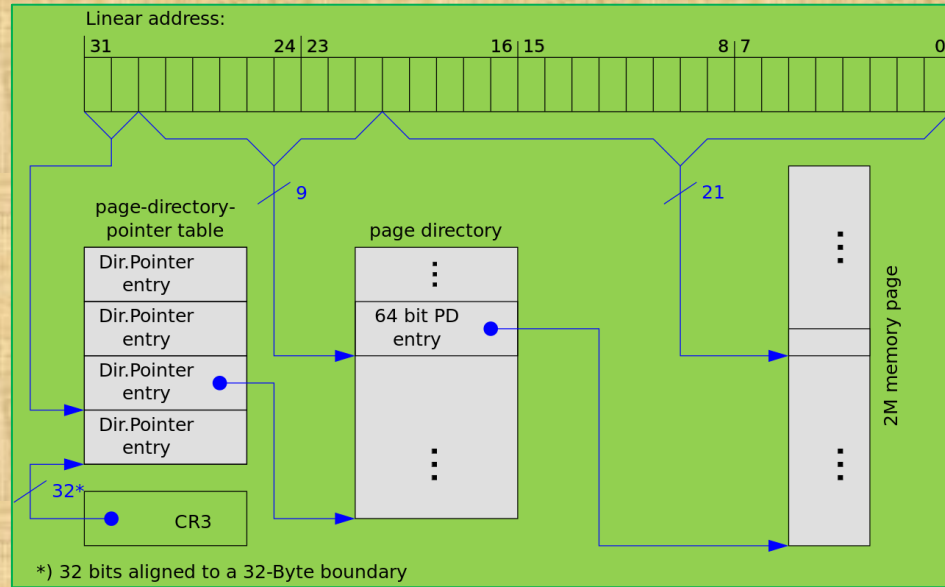 Linear address:
31 24 23 16 15 8 7 0
9
21
page-directory-
pointer table
page directory
Dir.Pointer
entry
Dir.Pointer
entry
64 bit PD
entry
Dir.Pointer
entry
Dir.Pointer
entry
2M memory page
32*
CR3
*) 32 bits aligned to a 32-Byte boundary